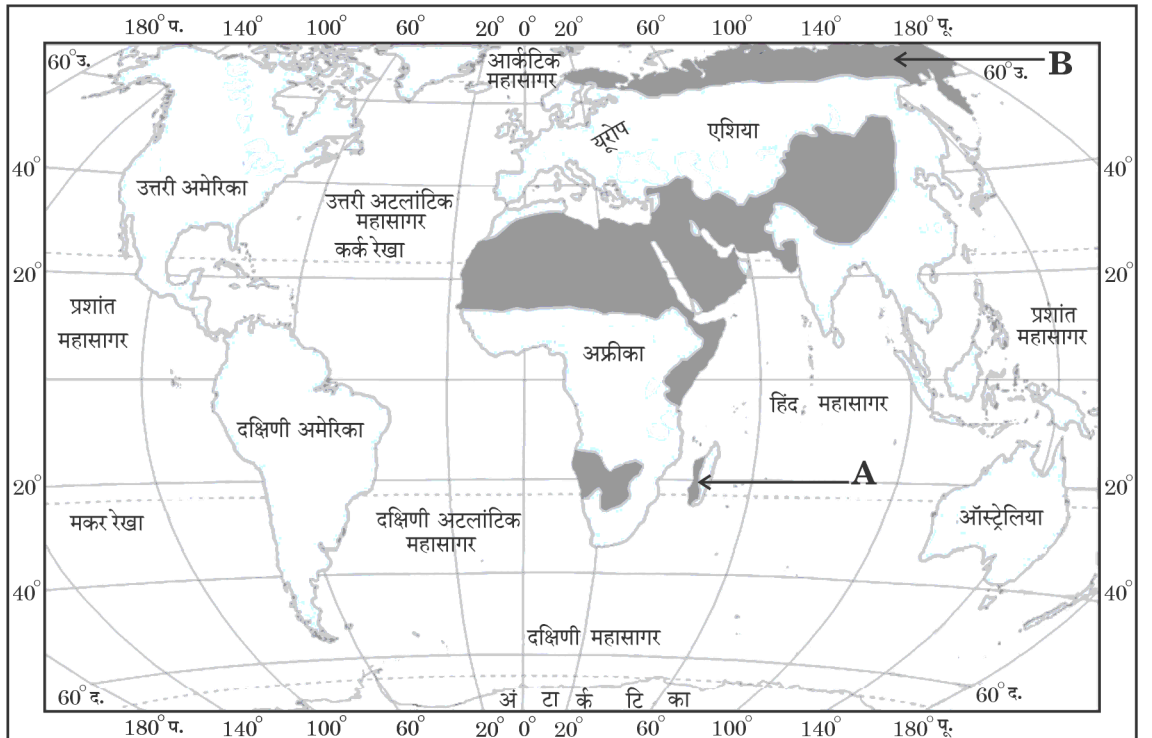 180° प. 140° 100° 60° 20° 0° 20° 60° 100° 140° 180° पू.
60° उ.
आर्कटिक
महासागर
60° उ.
B
यूरोप
एशिया
40°
40°
उत्तरी अमेरिका
उत्तरी अटलांटिक
महासागर
कर्क रेखा
20°
20°
प्रशांत
महासागर
प्रशांत
महासागर
अफ्रीका
हिंद महासागर
दक्षिणी अमेरिका
A
20°
20°
मकर रेखा
दक्षिणी अटलांटिक
महासागर
ऑस्ट्रेलिया
40°
40°
दक्षिणी महासागर
60° द.
60° द.
अंटार्कटिका
180° प. 140° 100° 60° 20° 0° 20° 60° 100° 140° 180° पू.